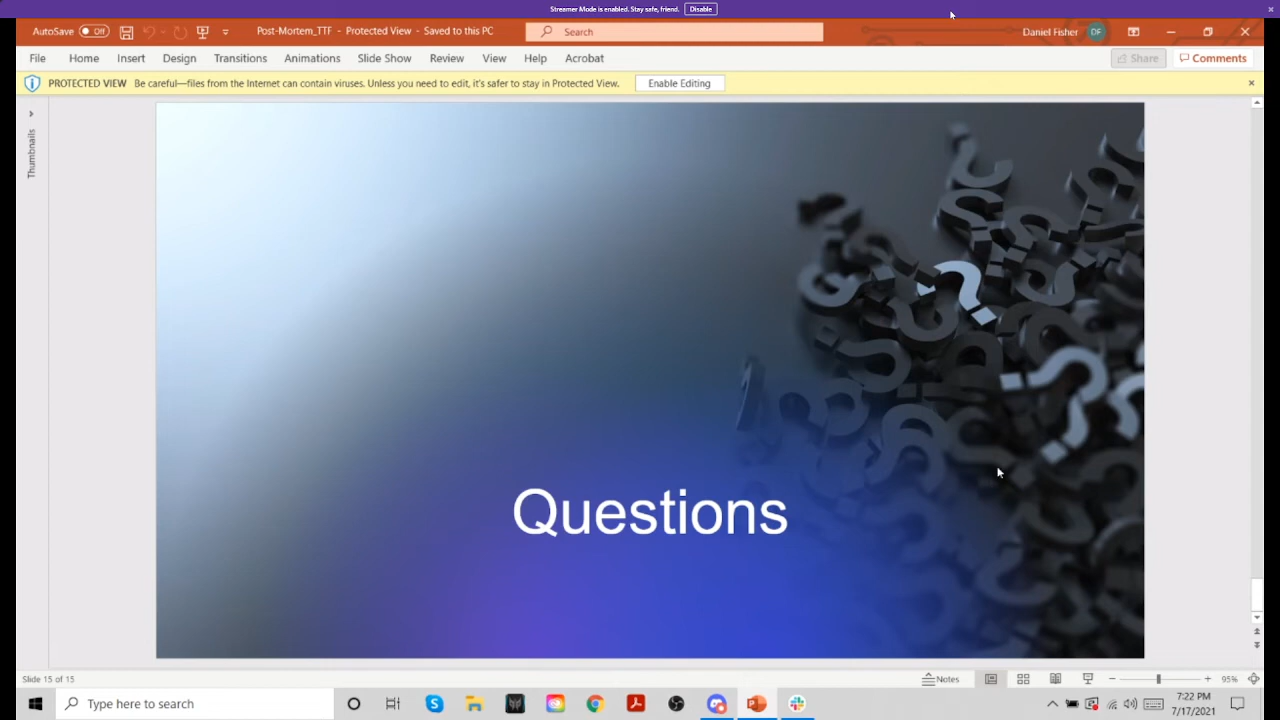 Streamer Mode is enabled. Stay safe, friend. Disable
AutoSave Off Post-Mortem_TTF - Protected View - Saved to this PC Search Daniel Fisher DF
File Home Insert Design Transitions Animations Slide Show Review View Help Acrobat Share Comments
PROTECTED VIEW Be careful—files from the Internet can contain viruses. Unless you need to edit, it's safer to stay in Protected View. Enable Editing
Thumbnails
Questions
Slide 15 of 15 Notes 95%
Type here to search 7:22 PM
7/17/2021